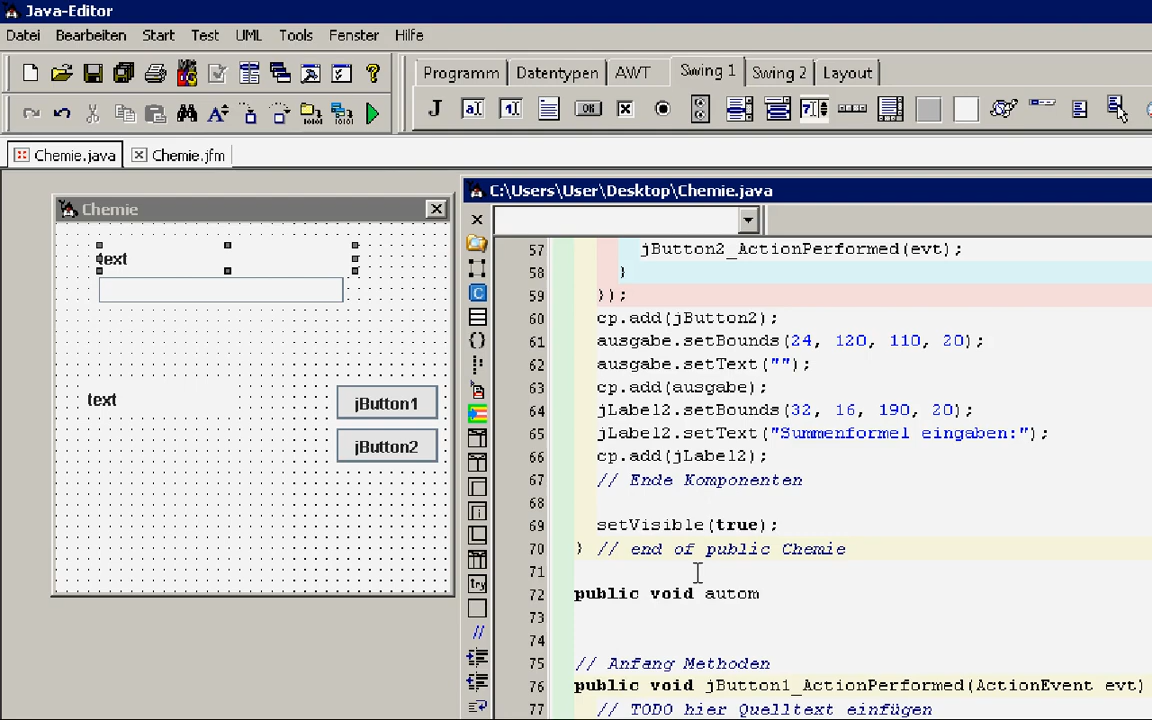 Java-Editor
Datei Bearbeiten Start Test UML Tools Fenster Hilfe
Programm Datentypen AWT Swing 1 Swing 2 Layout
Chemie.java Chemie.jfm
Chemie
text
text
jButton1
jButton2
C:\Users\User\Desktop\Chemie.java
57 jButton2_ActionPerformed(evt);
58 }
59 });
60 cp.add(jButton2);
61 ausgabe.setBounds(24, 120, 110, 20);
62 ausgabe.setText("");
63 cp.add(ausgabe);
64 jLabel2.setBounds(32, 16, 190, 20);
65 jLabel2.setText("Summenformel eingaben:");
66 cp.add(jLabel2);
67 // Ende Komponenten
68
69 setVisible(true);
70 } // end of public Chemie
71
72 public void autom
73
74
75 // Anfang Methoden
76 public void jButton1_ActionPerformed(ActionEvent evt)
77 // TODO hier Quelltext einfügen